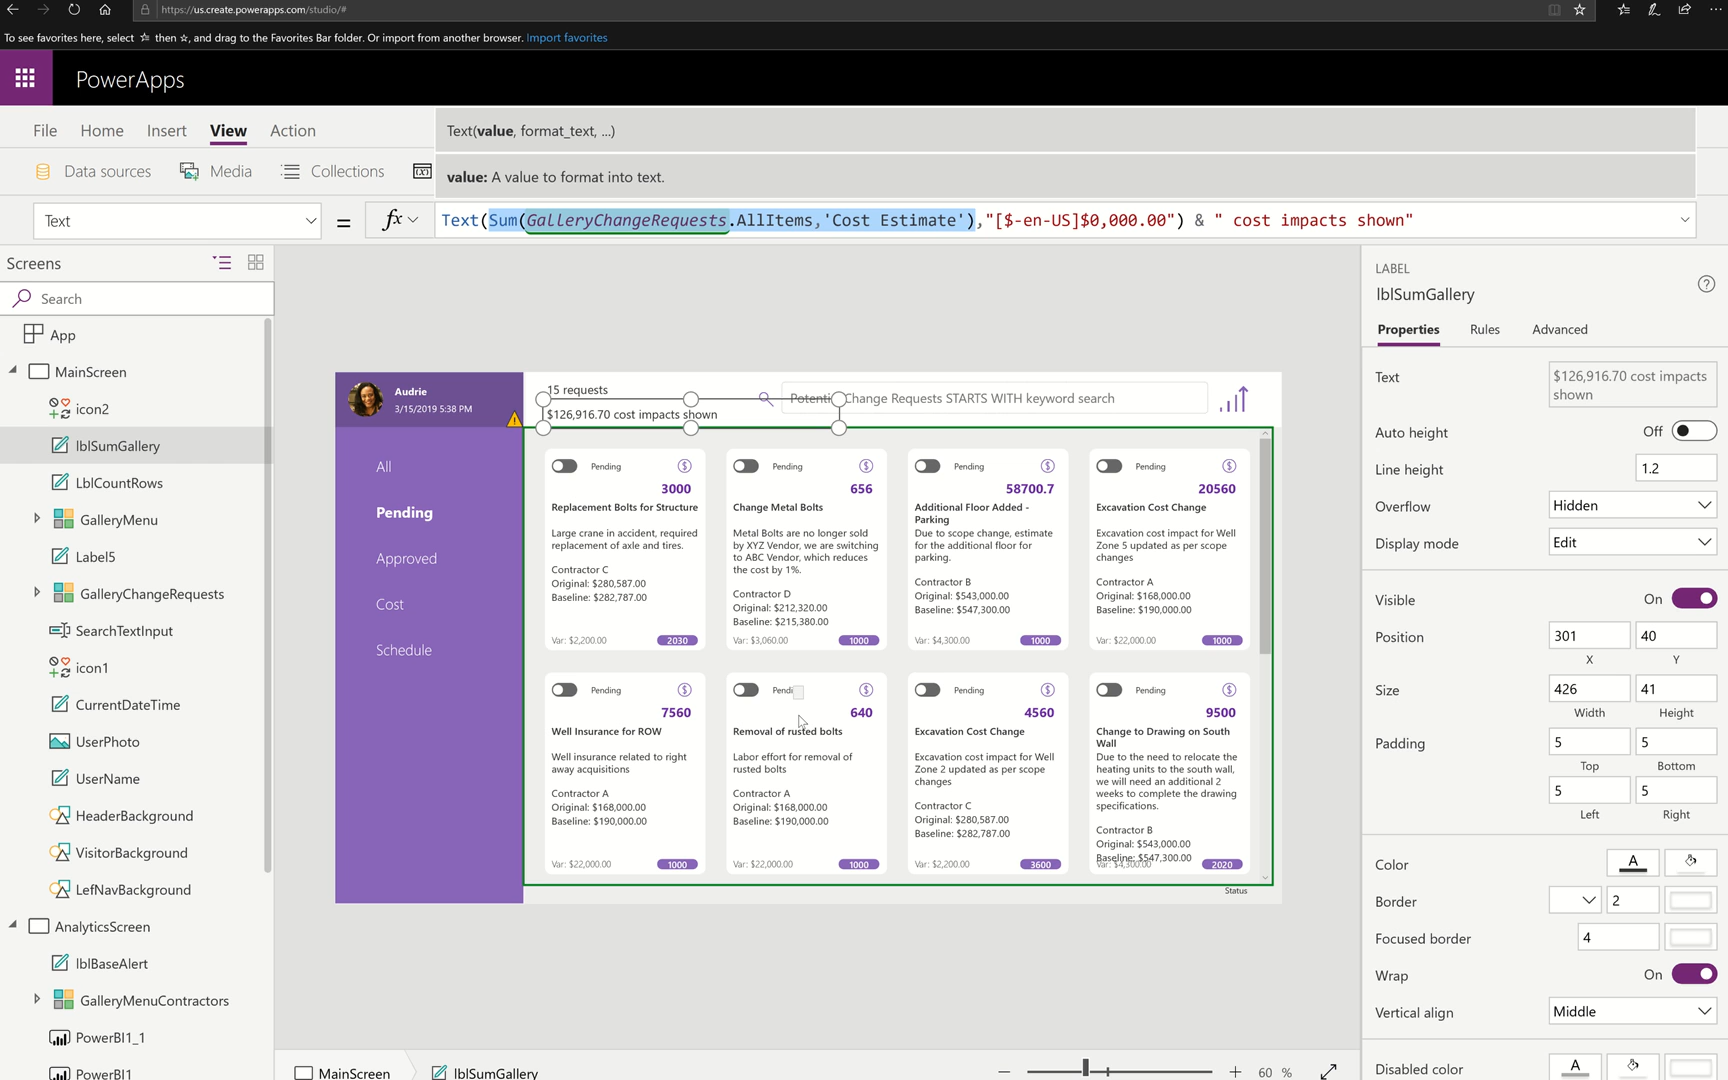 https://us.create.powerapps.com/studio/#
To see favorites here, select then ☆, and drag to the Favorites Bar folder. Or import from another browser. Import favorites
PowerApps
File Home Insert View Action
Text(value, format_text, ...)
Data sources Media Collections
value: A value to format into text.
Text = fx Text(Sum(GalleryChangeRequests.AllItems,'Cost Estimate'),"[$-en-US]$0,000.00") & " cost impacts shown"
Screens
Search
App
MainScreen
icon2
lblSumGallery
LblCountRows
GalleryMenu
Label5
GalleryChangeRequests
SearchTextInput
icon1
CurrentDateTime
UserPhoto
UserName
HeaderBackground
VisitorBackground
LefNavBackground
AnalyticsScreen
lblBaseAlert
GalleryMenuContractors
PowerBI1_1
PowerBI1
Audrie
3/15/2019 5:38 PM
15 requests
$126,916.70 cost impacts shown
Potential Change Requests STARTS WITH keyword search
All
Pending
Approved
Cost
Schedule
Pending
3000
Replacement Bolts for Structure
Large crane in accident, required
replacement of axle and tires.
Contractor C
Original: $280,587.00
Baseline: $282,787.00
Var: $2,200.00 2030
Pending
656
Change Metal Bolts
Metal Bolts are no longer sold
by XYZ Vendor, we are switching
to ABC Vendor, which reduces
the cost by 1%.
Contractor D
Original: $212,320.00
Baseline: $215,380.00
Var: $3,060.00 1000
Pending
58700.7
Additional Floor Added -
Parking
Due to scope change, estimate
for the additional floor for
parking.
Contractor B
Original: $543,000.00
Baseline: $547,300.00
Var: $4,300.00 1000
Pending
20560
Excavation Cost Change
Excavation cost impact for Well
Zone 5 updated as per scope
changes
Contractor A
Original: $168,000.00
Baseline: $190,000.00
Var: $22,000.00 1000
Pending
7560
Well Insurance for ROW
Well insurance related to right
away acquisitions
Contractor A
Original: $168,000.00
Baseline: $190,000.00
Var: $22,000.00 1000
Pendi
640
Removal of rusted bolts
Labor effort for removal of
rusted bolts
Contractor A
Original: $168,000.00
Baseline: $190,000.00
Var: $22,000.00 1000
Pending
4560
Excavation Cost Change
Excavation cost impact for Well
Zone 2 updated as per scope
changes
Contractor C
Original: $280,587.00
Baseline: $282,787.00
Var: $2,200.00 3600
Pending
9500
Change to Drawing on South
Wall
Due to the need to relocate the
heating units to the south wall,
we will need an additional 2
weeks to complete the drawing
specifications.
Contractor B
Original: $543,000.00
Baseline: $547,300.00
Var: $4,300.00 2020
Status
MainScreen lblSumGallery
60 %
LABEL
lblSumGallery
Properties Rules Advanced
Text $126,916.70 cost impacts
shown
Auto height Off
Line height 1.2
Overflow Hidden
Display mode Edit
Visible On
Position 301 40
X Y
Size 426 41
Width Height
Padding 5 5
Top Bottom
5 5
Left Right
Color A
Border 2
Focused border 4
Wrap On
Vertical align Middle
Disabled color A